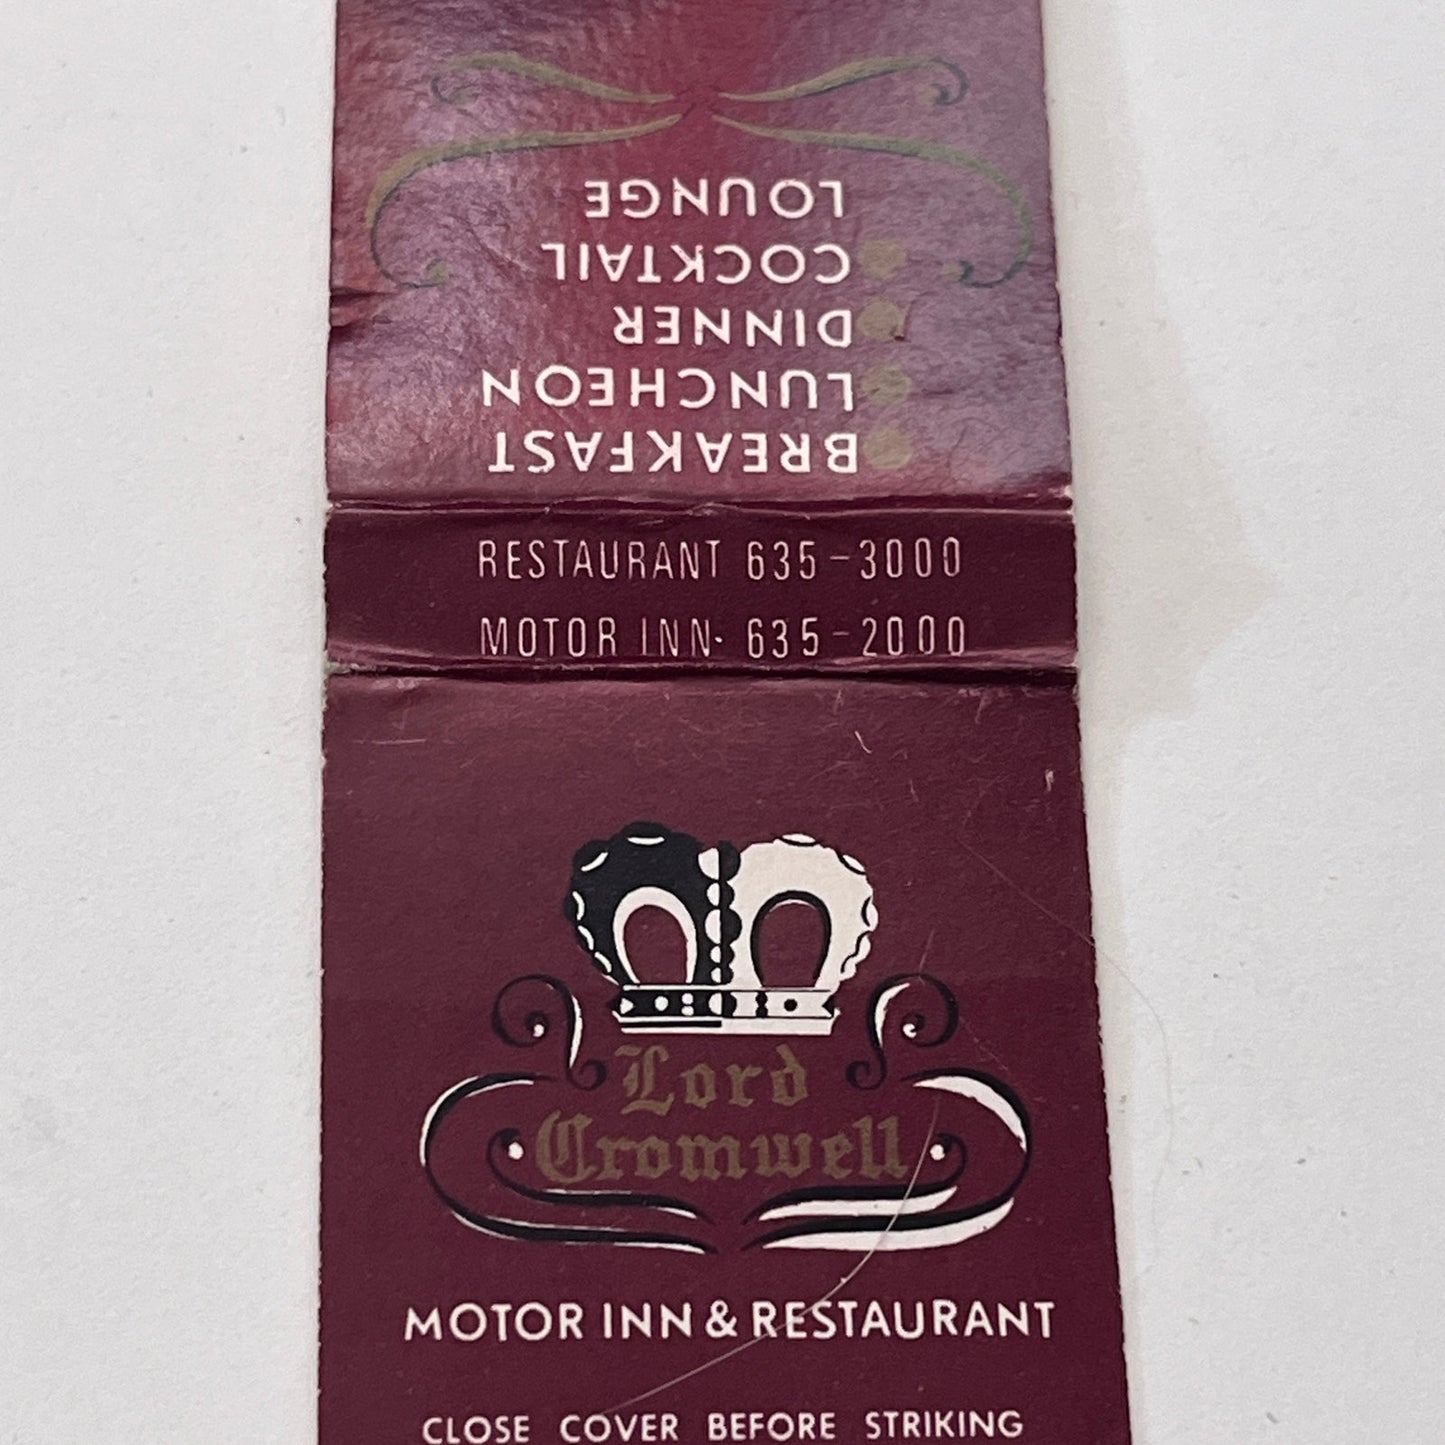 BREAKFAST
LUNCHEON
DINNER
COCKTAIL
LOUNGE
RESTAURANT 635-3000
MOTOR INN· 635-2000
Lord
Cromwell
MOTOR INN & RESTAURANT
CLOSE COVER BEFORE STRIKING